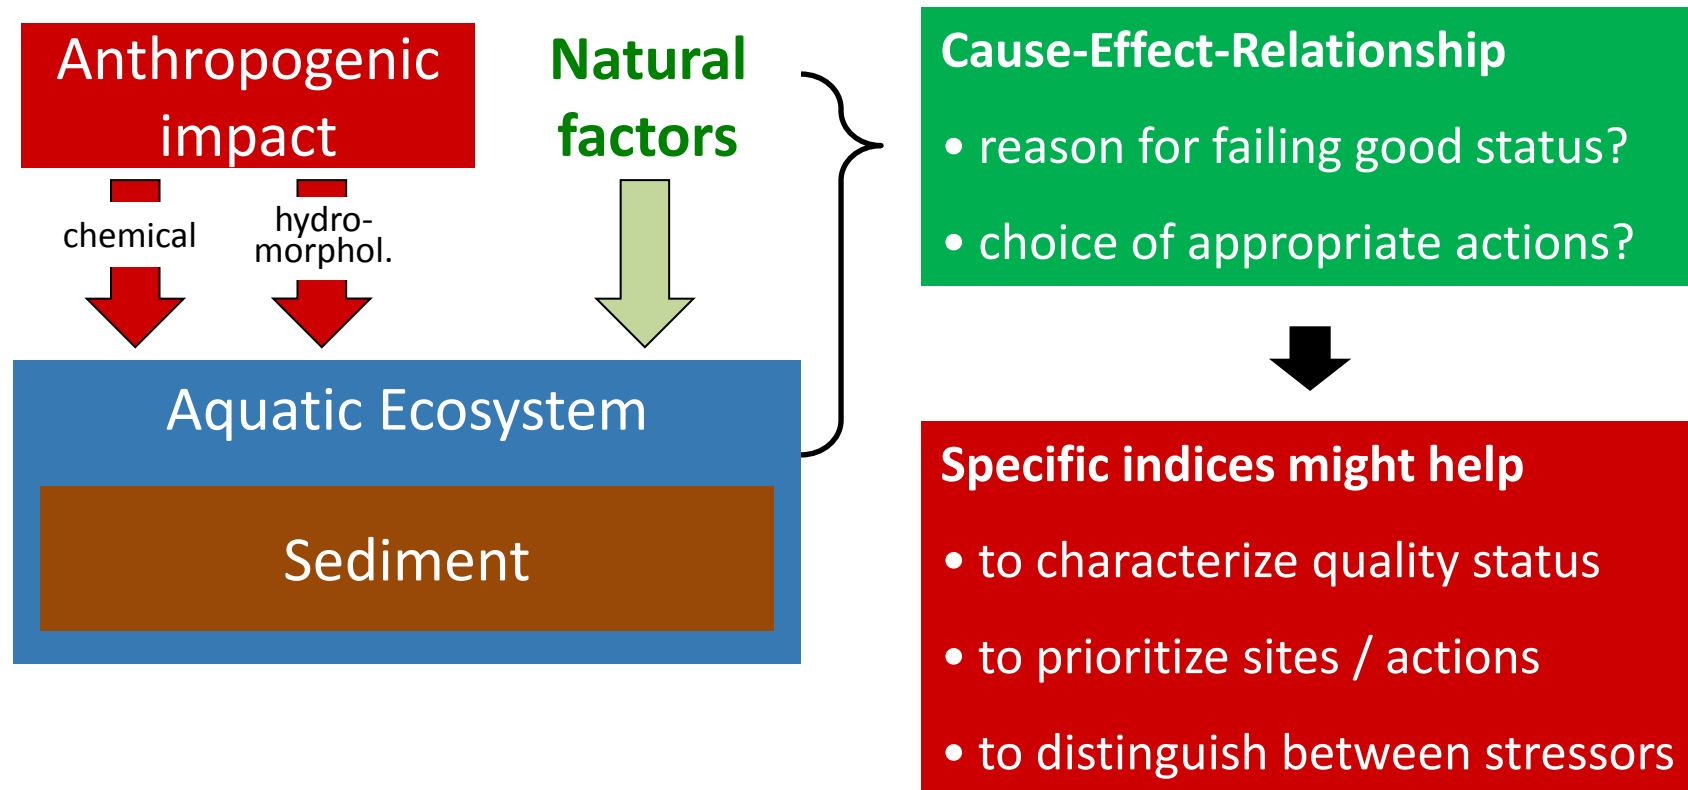 Anthropogenic
impact
Natural
factors
chemical
hydro-
morphol.
Aquatic Ecosystem
Sediment
Cause-Effect-Relationship
• reason for failing good status?
• choice of appropriate actions?
Specific indices might help
• to characterize quality status
• to prioritize sites / actions
• to distinguish between stressors